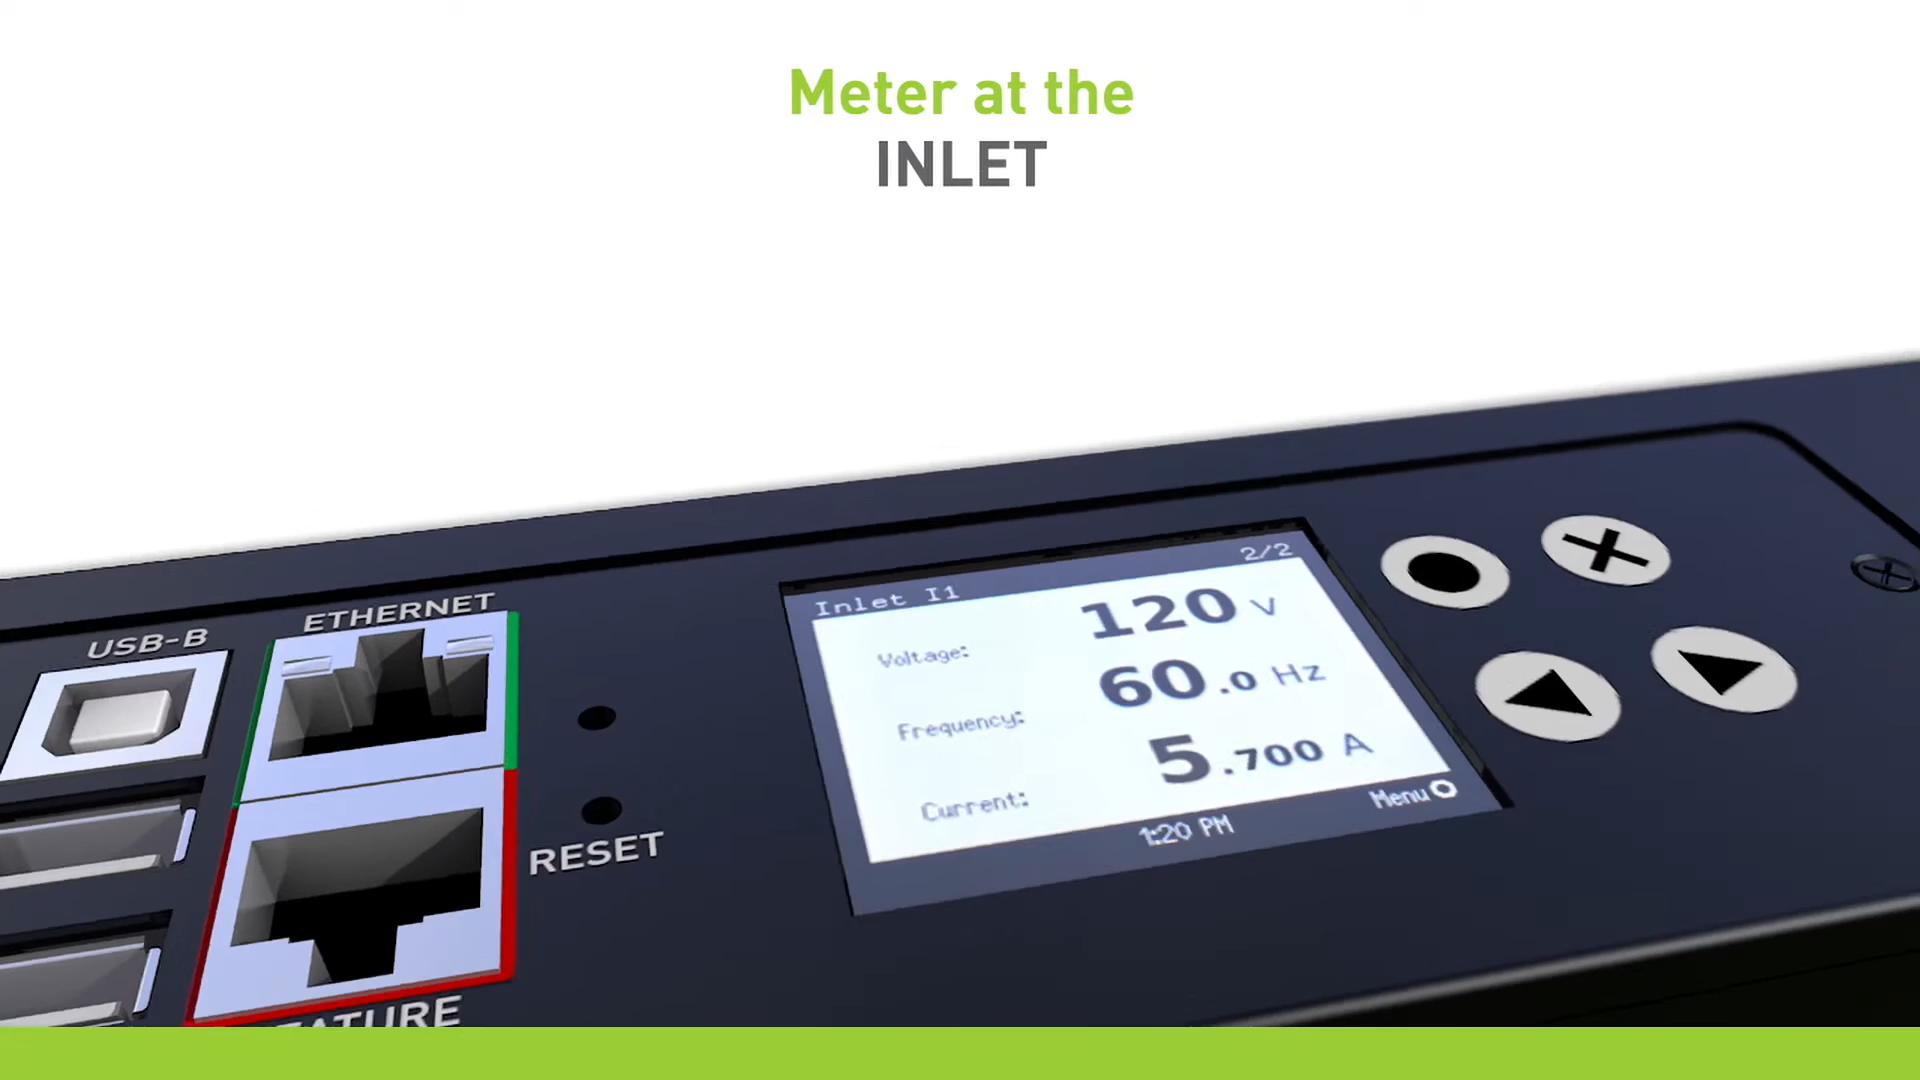 Meter at the
INLET
USB-B
ETHERNET
RESET
Inlet I1
2/2
Voltage: 120 V
Frequency: 60.0 Hz
Current: 5.700 A
1:20 PM
Menu